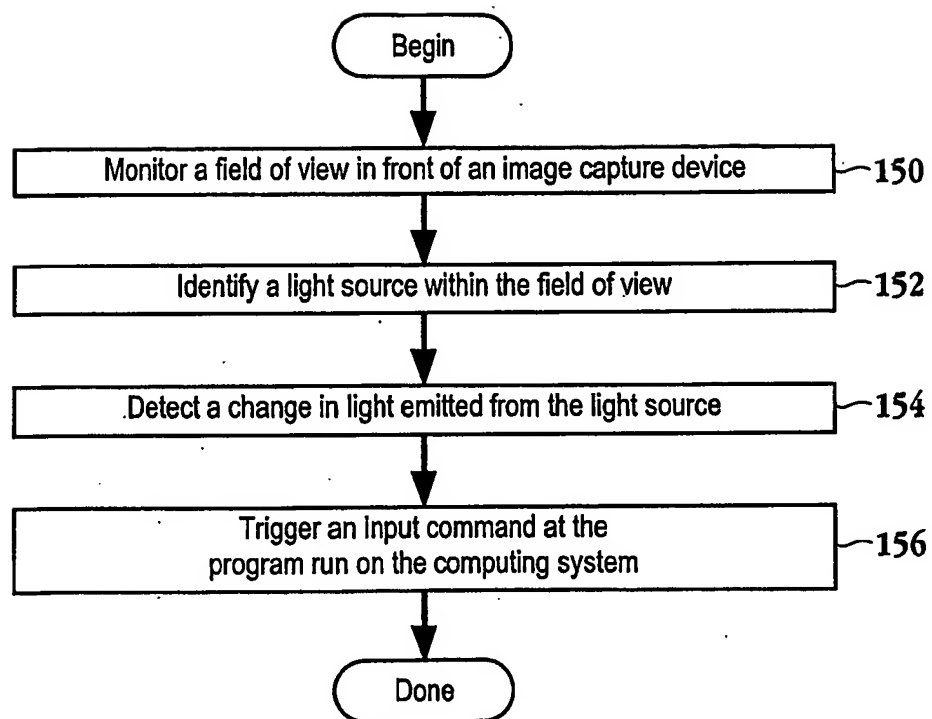 Begin
Monitor a field of view in front of an image capture device 150
Identify a light source within the field of view 152
Detect a change in light emitted from the light source 154
Trigger an input command at the
program run on the computing system 156
Done